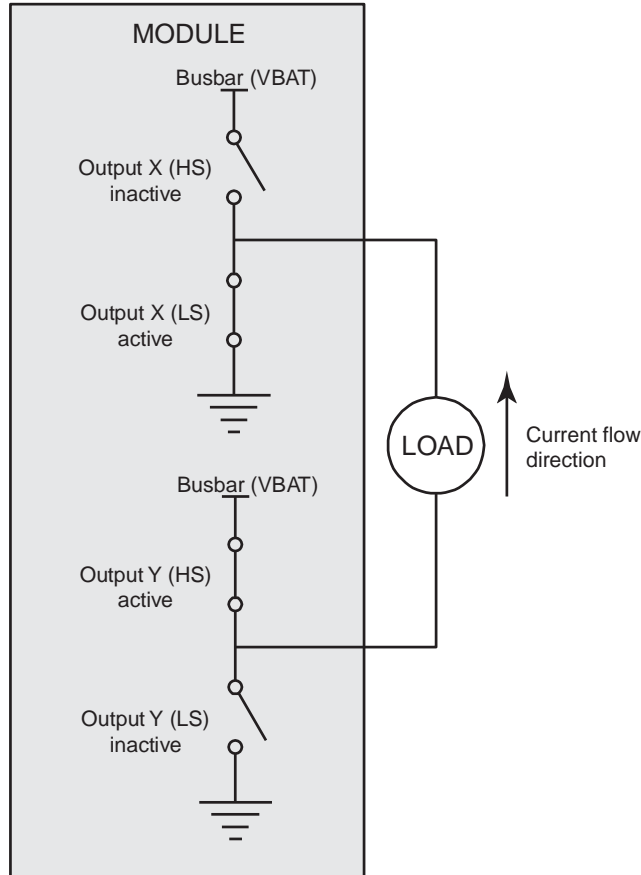 MODULE
Busbar (VBAT)
Output X (HS)
inactive
Output X (LS)
active
LOAD
Current flow
direction
Busbar (VBAT)
Output Y (HS)
active
Output Y (LS)
inactive